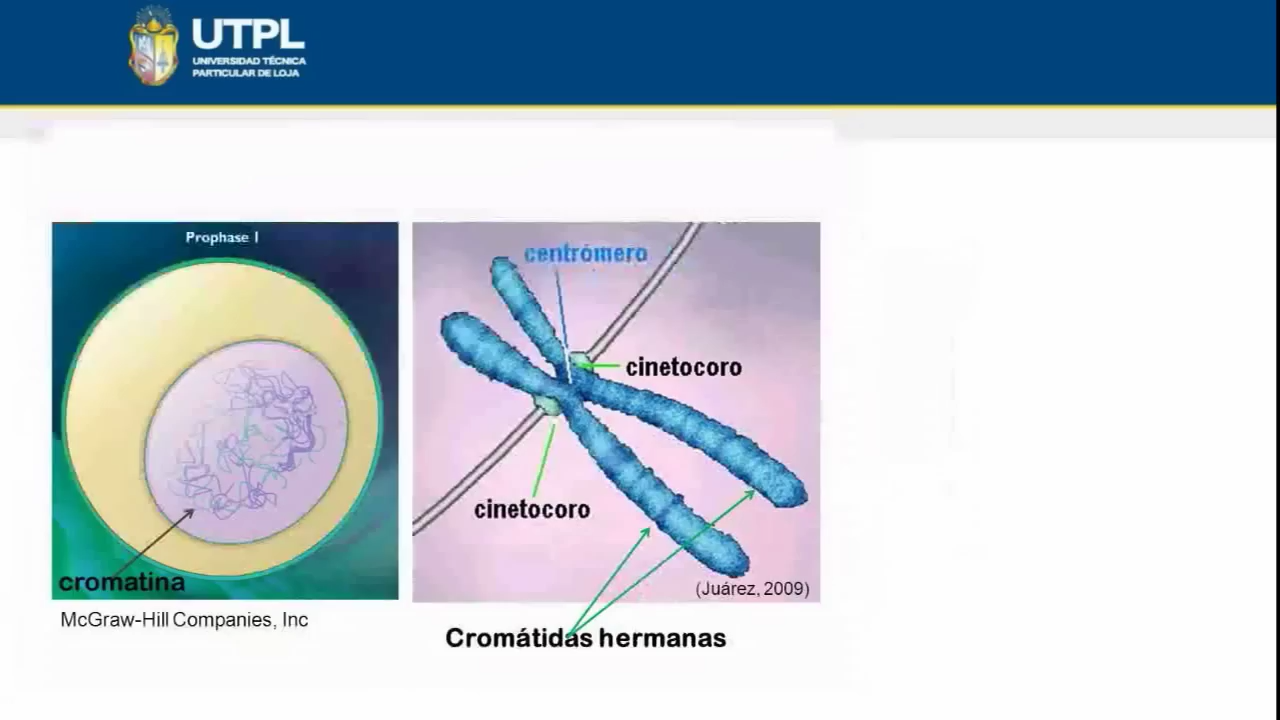 UTPL
UNIVERSIDAD TÉCNICA
PARTICULAR DE LOJA
Prophase I
cromatina
McGraw-Hill Companies, Inc
centrómero
cinetocoro
cinetocoro
(Juárez, 2009)
Cromátidas hermanas